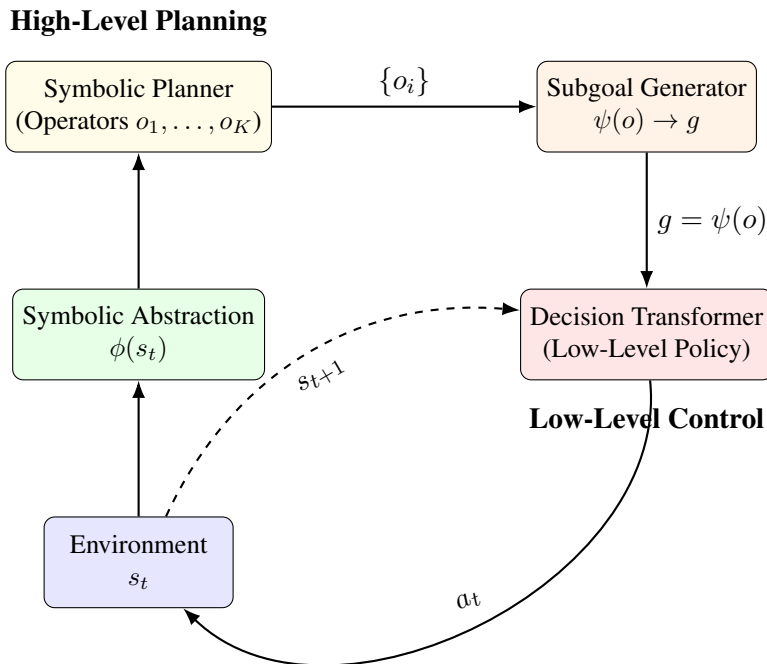 High-Level Planning
Symbolic Planner
(Operators o₁, . . . , o_K)
{o_i}
Subgoal Generator
ψ(o) → g
g = ψ(o)
Symbolic Abstraction
ϕ(s_t)
s_{t+1}
Decision Transformer
(Low-Level Policy)
Low-Level Control
Environment
s_t
a_t